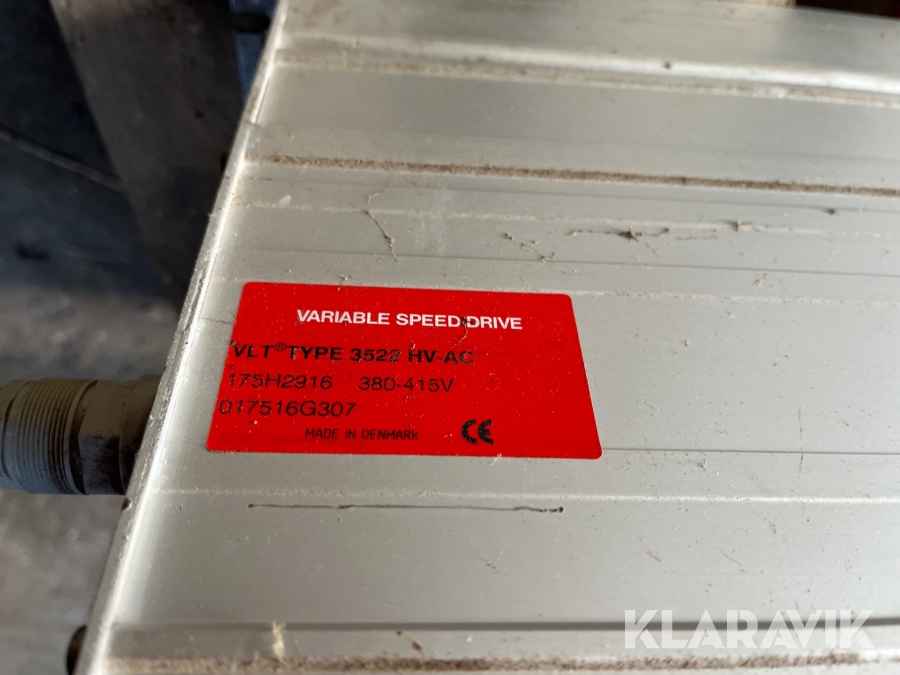 VARIABLE SPEED DRIVE
VLT® TYPE 3522 HV-AC
175H2916 380-415V
017516G307
MADE IN DENMARK CE
KLARAVIK